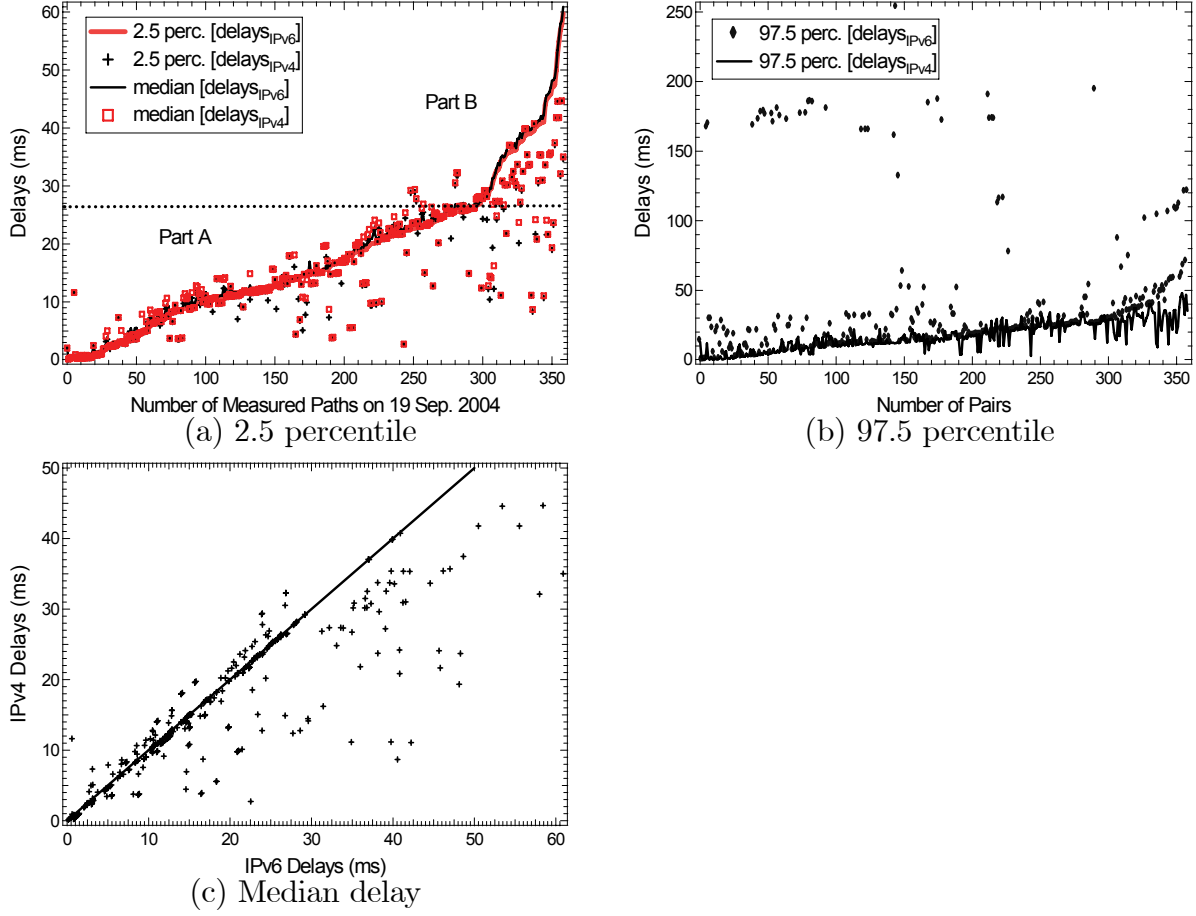 60
50
40
30
20
10
0
Delays (ms)
2.5 perc. [delaysIPv6]
2.5 perc. [delaysIPv4]
median [delaysIPv6]
median [delaysIPv4]
Part A
Part B
0 50 100 150 200 250 300 350
Number of Measured Paths on 19 Sep. 2004
(a) 2.5 percentile
250
200
150
100
50
0
Delays (ms)
97.5 perc. [delaysIPv6]
97.5 perc. [delaysIPv4]
0 50 100 150 200 250 300 350
Number of Pairs
(b) 97.5 percentile
50
40
30
20
10
0
IPv4 Delays (ms)
0 10 20 30 40 50 60
IPv6 Delays (ms)
(c) Median delay